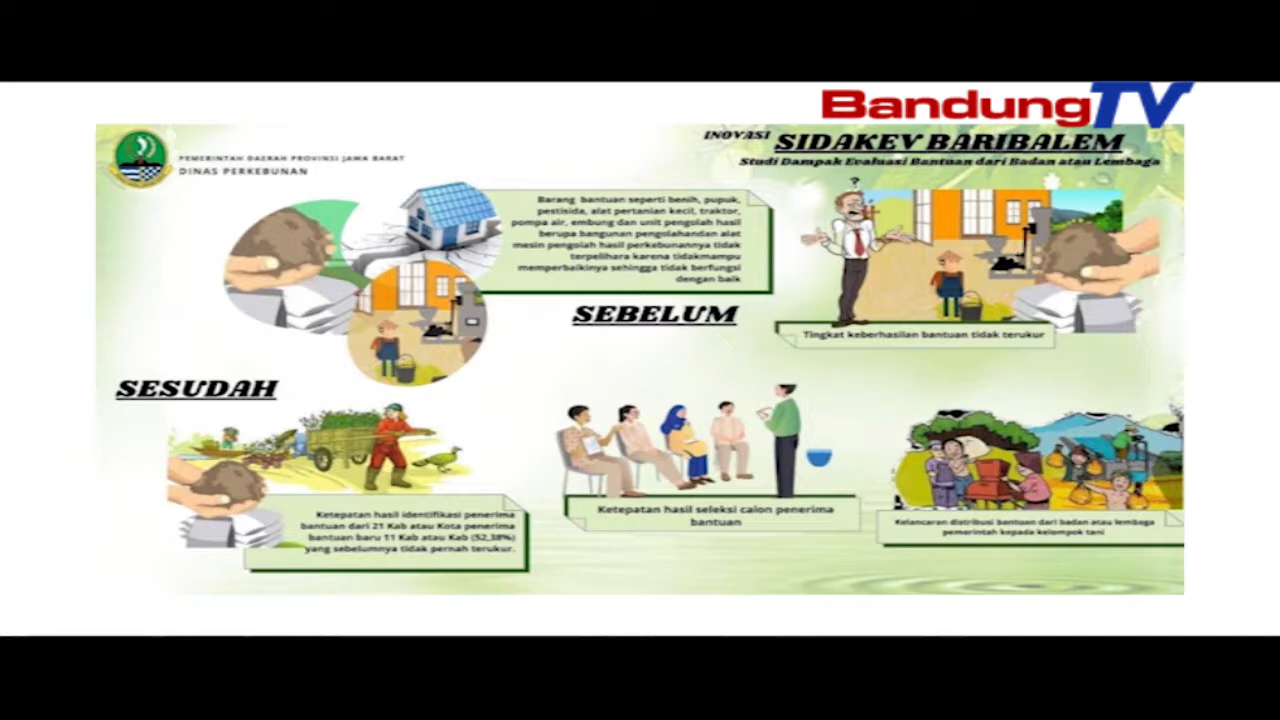 BandungTV
PEMERINTAH DAERAH PROVINSI JAWA BARAT
DINAS PERKEBUNAN
INOVASI SIDAKEV BARIBALEM
Studi Dampak Evaluasi Bantuan dari Badan atau Lembaga
Barang bantuan seperti benih, pupuk,
pestisida, alat pertanian kecil, traktor,
pompa air, embung dan unit pengolah hasil
berupa bangunan pengolahandan alat
mesin pengolah hasil perkebunannya tidak
terpelihara karena tidakmampu
memperbaikinya sehingga tidak berfungsi
dengan baik
?
SEBELUM
Tingkat keberhasilan bantuan tidak terukur
SESUDAH
Ketepatan hasil identifikasi penerima
bantuan dari 21 Kab atau Kota penerima
bantuan baru 11 Kab atau Kab (52,38%)
yang sebelumnya tidak pernah terukur.
Ketepatan hasil seleksi calon penerima
bantuan
Kelancaran distribusi bantuan dari badan atau lembaga
pemerintah kepada kelompok tani